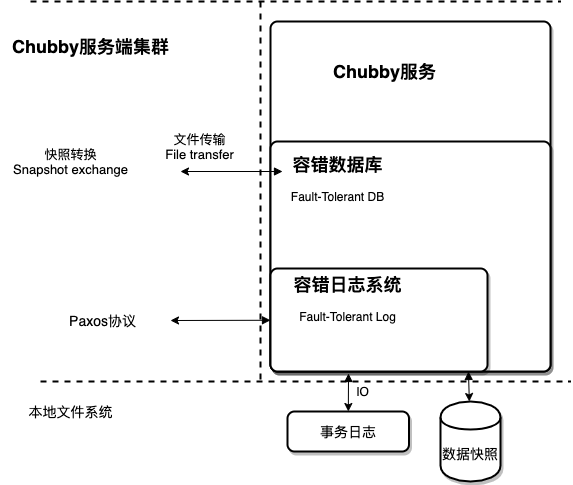 Chubby服务端集群
Chubby服务
快照转换
Snapshot exchange
文件传输
File transfer
容错数据库
Fault-Tolerant DB
容错日志系统
Fault-Tolerant Log
Paxos协议
IO
本地文件系统
事务日志
数据快照